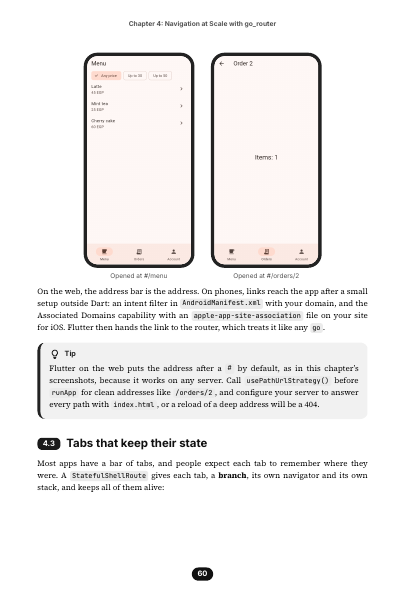 Chapter 4: Navigation at Scale with go_router
Menu
Any price
Up to 30
Up to 50
Latte
45 EGP
Mint tea
35 EGP
Cherry cake
60 EGP
Menu
Orders
Account
Order 2
Items: 1
Menu
Orders
Account
Opened at #/menu
Opened at #/orders/2
On the web, the address bar is the address. On phones, links reach the app after a small
setup outside Dart: an intent filter in AndroidManifest.xml with your domain, and the
Associated Domains capability with an apple-app-site-association file on your site
for iOS. Flutter then hands the link to the router, which treats it like any go.
Tip
Flutter on the web puts the address after a # by default, as in this chapter's
screenshots, because it works on any server. Call usePathUrlStrategy() before
runApp for clean addresses like /orders/2, and configure your server to answer
every path with index.html, or a reload of a deep address will be a 404.
4.3 Tabs that keep their state
Most apps have a bar of tabs, and people expect each tab to remember where they
were. A StatefulShellRoute gives each tab, a branch, its own navigator and its own
stack, and keeps all of them alive:
60